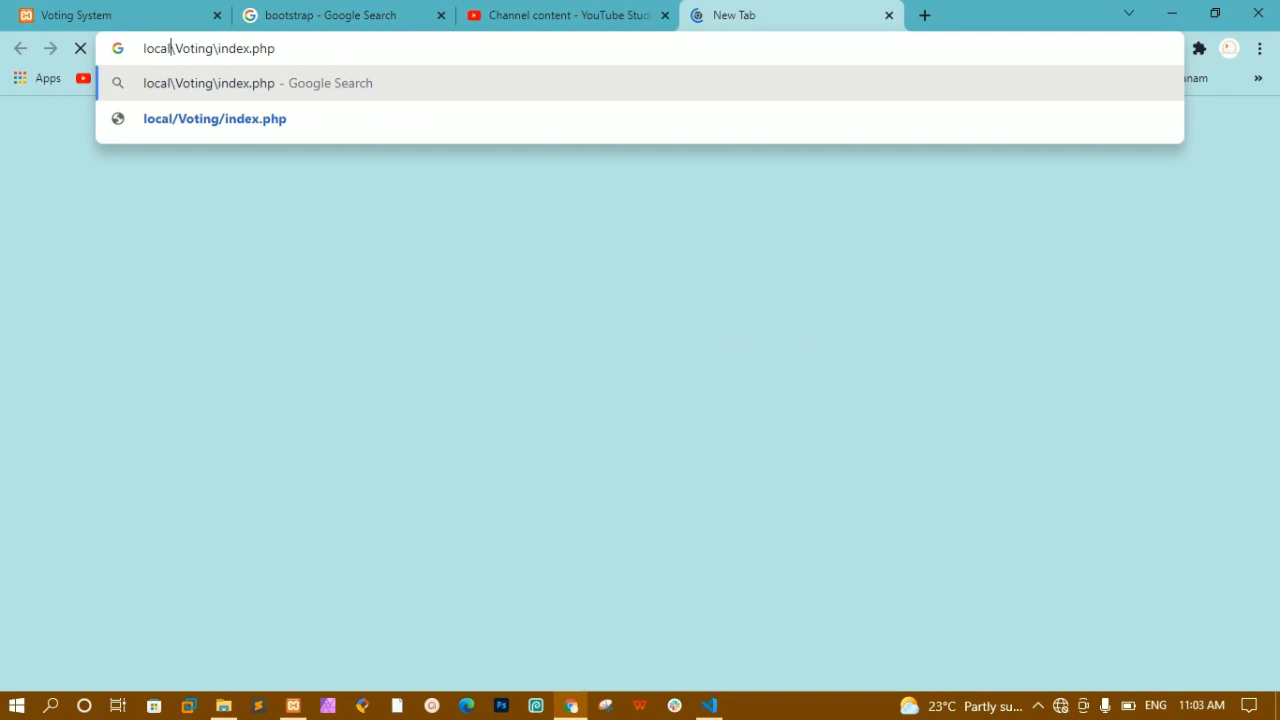 Voting System
bootstrap - Google Search
Channel content - YouTube Stud
New Tab
local\Voting\index.php
Apps
anam
local\Voting\index.php - Google Search
local/Voting/index.php
23°C Partly su...
ENG
11:03 AM